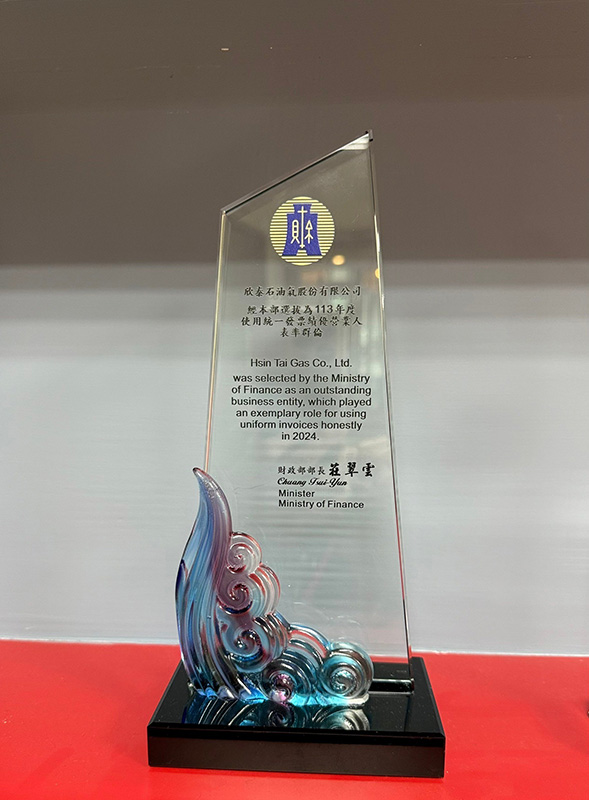 財
欣泰石油氣股份有限公司
經本部選拔為113年度
使用統一發票績優營業人
表率群倫
Hsin Tai Gas Co., Ltd.
was selected by the Ministry
of Finance as an outstanding
business entity, which played
an exemplary role for using
uniform invoices honestly
in 2024.
財政部部長 莊翠雲
Chuang Tsui-Yun
Minister
Ministry of Finance